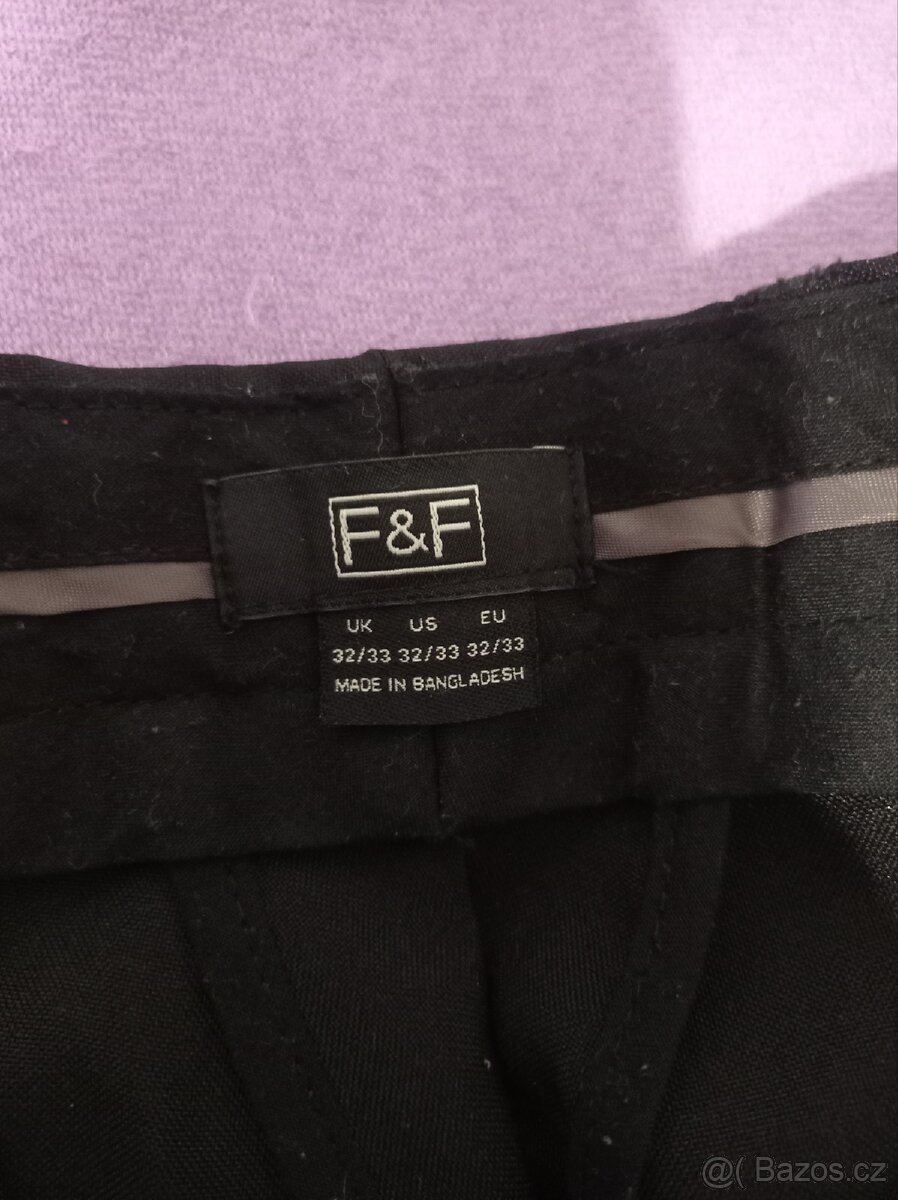 F&F
UK US EU
32/33 32/33 32/33
MADE IN BANGLADESH
@( Bazos.cz